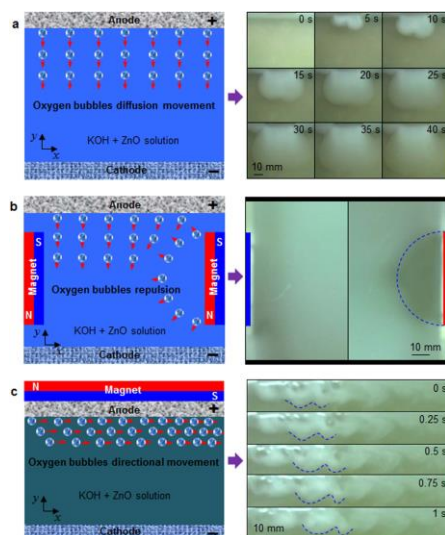 a
Anode
+
Oxygen bubbles diffusion movement
y
x
KOH + ZnO solution
Cathode
−
0 s
5 s
10 s
15 s
20 s
25 s
30 s
35 s
40 s
10 mm
b
Anode
+
S
Magnet
N
S
Magnet
N
Oxygen bubbles repulsion
y
x
KOH + ZnO solution
Cathode
−
10 mm
c
N
Magnet
S
Anode
+
Oxygen bubbles directional movement
y
x
KOH + ZnO solution
Cathode
−
0 s
0.25 s
0.5 s
0.75 s
1 s
10 mm